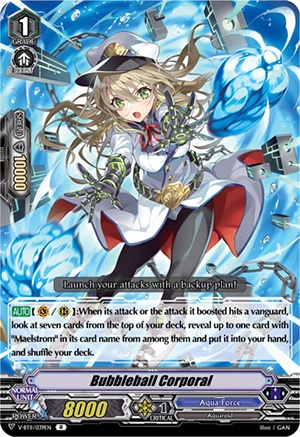 1
GRADE
BOOST
SHIELD
10000
Launch your attacks with a backup plan!
AUTO [ / ]:When its attack or the attack it boosted hits a vanguard,
look at seven cards from the top of your deck, reveal up to one card with
"Maelstrom" in its card name from among them and put it into your hand,
and shuffle your deck.
NORMAL
UNIT
Bubbleball Corporal
POWER
8000
1
CRITICAL
Aqua Force
Aquaroid
V-BT11/039EN R
illust / GAN